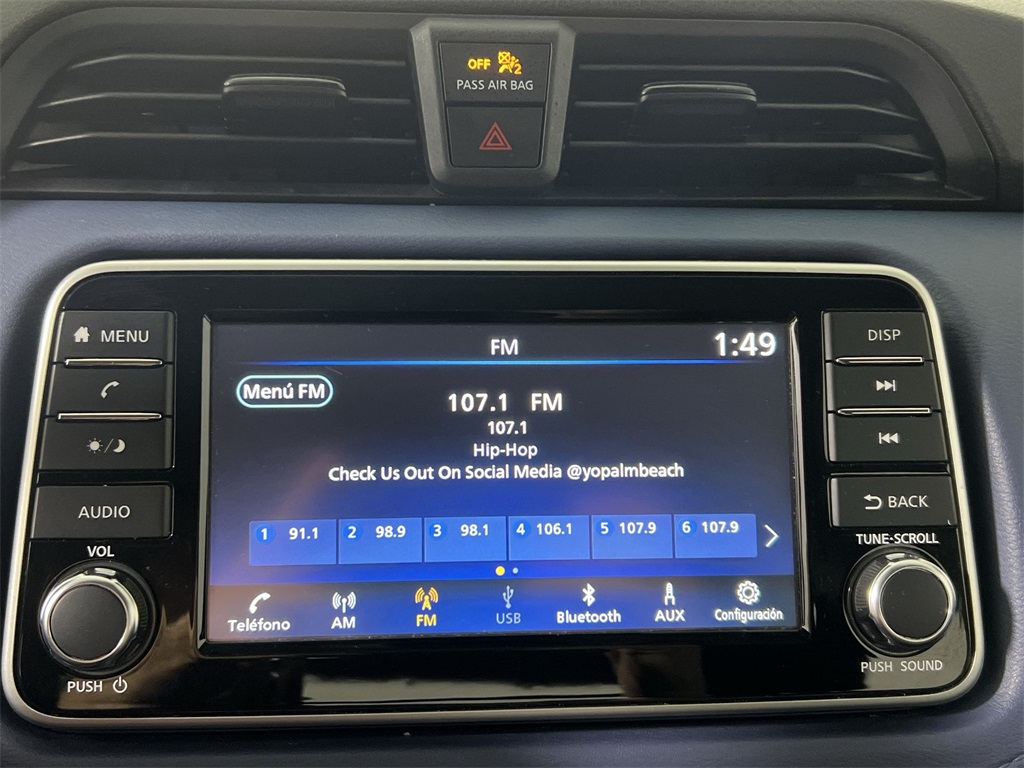 OFF 2
PASS AIR BAG
MENU
FM
1:49
DISP
Menú FM
107.1 FM
107.1
Hip-Hop
Check Us Out On Social Media @yopalmbeach
AUDIO
BACK
1 91.1
2 98.9
3 98.1
4 106.1
5 107.9
6 107.9
VOL
TUNE·SCROLL
Teléfono
AM
FM
USB
Bluetooth
AUX
Configuración
PUSH
PUSH SOUND